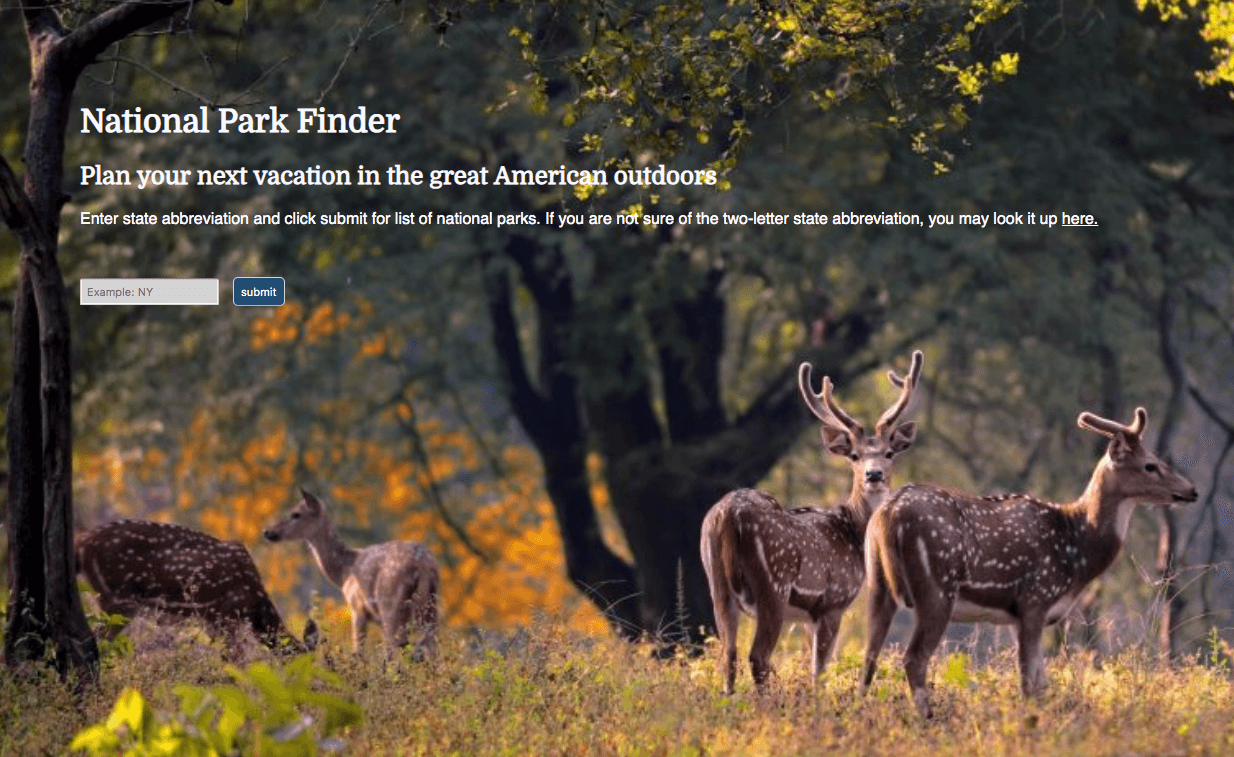 National Park Finder
Plan your next vacation in the great American outdoors
Enter state abbreviation and click submit for list of national parks. If you are not sure of the two-letter state abbreviation, you may look it up here.
Example: NY
submit